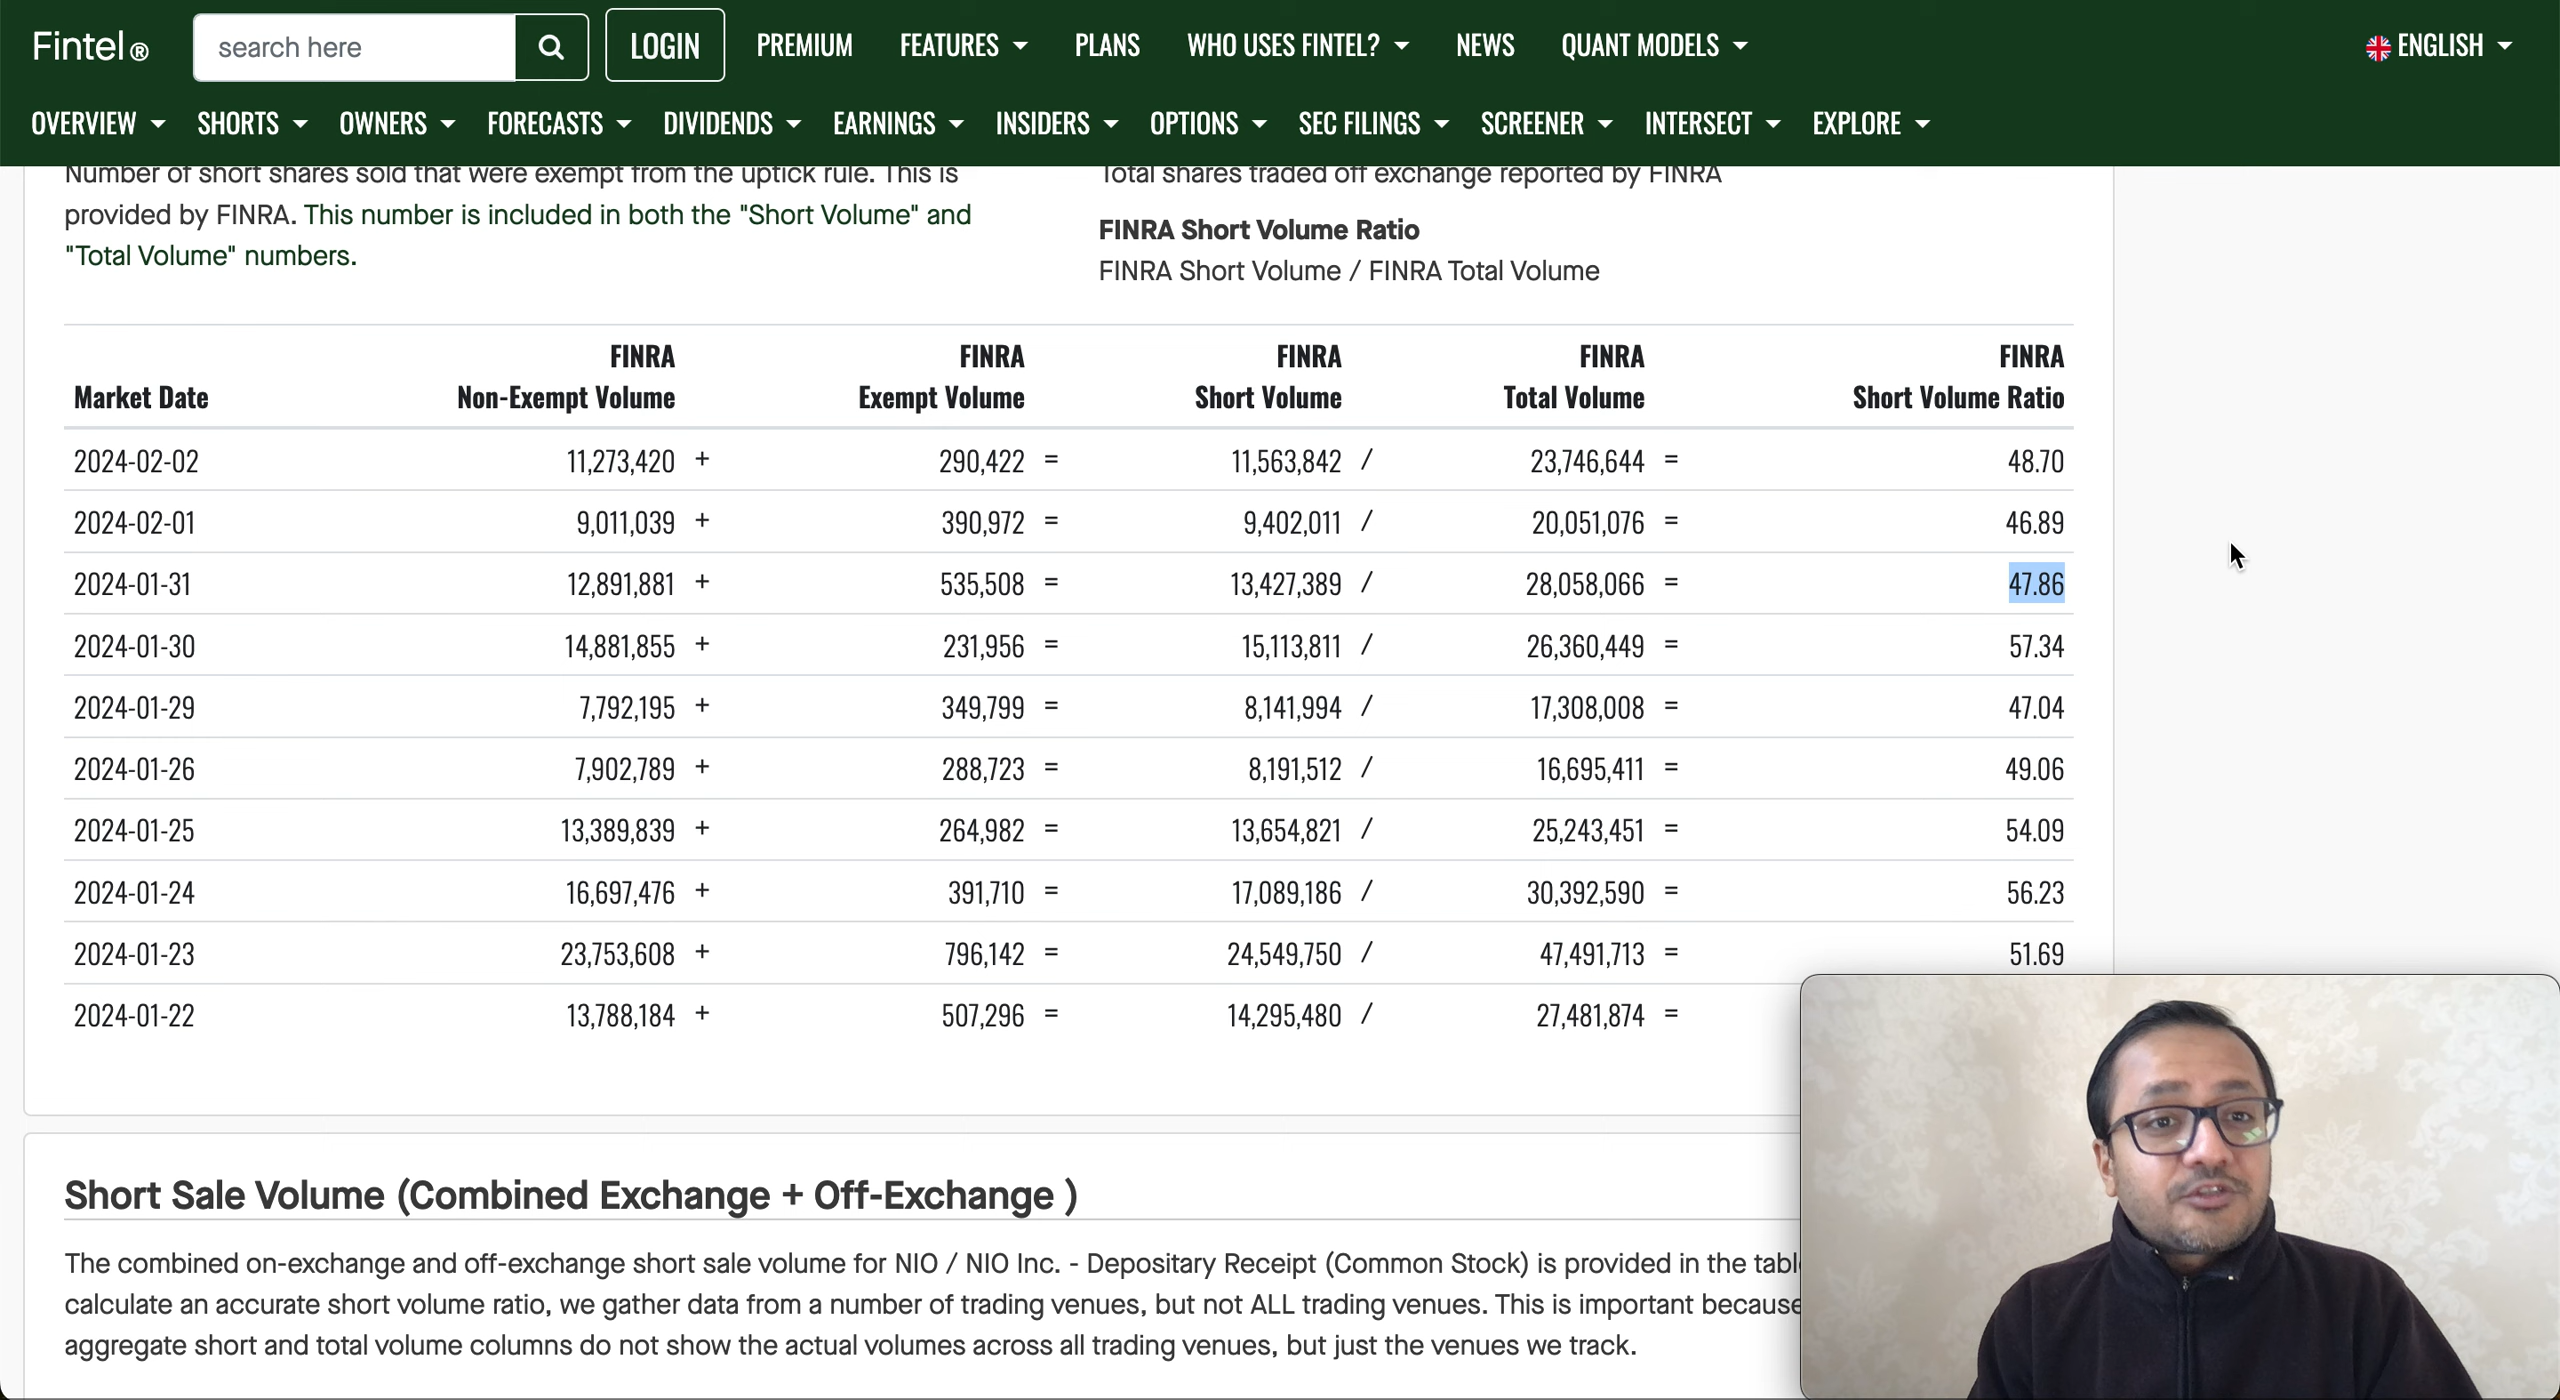 Fintel ®
search here
LOGIN
PREMIUM
FEATURES
PLANS
WHO USES FINTEL?
NEWS
QUANT MODELS
ENGLISH
OVERVIEW
SHORTS
OWNERS
FORECASTS
DIVIDENDS
EARNINGS
INSIDERS
OPTIONS
SEC FILINGS
SCREENER
INTERSECT
EXPLORE
Number of short shares sold that were exempt from the uptick rule. This is
provided by FINRA. This number is included in both the "Short Volume" and
"Total Volume" numbers.
Total shares traded off exchange reported by FINRA
FINRA Short Volume Ratio
FINRA Short Volume / FINRA Total Volume
Market Date FINRA Non-Exempt Volume FINRA Exempt Volume FINRA Short Volume FINRA Total Volume FINRA Short Volume Ratio
2024-02-02 11,273,420 + 290,422 = 11,563,842 / 23,746,644 = 48.70
2024-02-01 9,011,039 + 390,972 = 9,402,011 / 20,051,076 = 46.89
2024-01-31 12,891,881 + 535,508 = 13,427,389 / 28,058,066 = 47.86
2024-01-30 14,881,855 + 231,956 = 15,113,811 / 26,360,449 = 57.34
2024-01-29 7,792,195 + 349,799 = 8,141,994 / 17,308,008 = 47.04
2024-01-26 7,902,789 + 288,723 = 8,191,512 / 16,695,411 = 49.06
2024-01-25 13,389,839 + 264,982 = 13,654,821 / 25,243,451 = 54.09
2024-01-24 16,697,476 + 391,710 = 17,089,186 / 30,392,590 = 56.23
2024-01-23 23,753,608 + 796,142 = 24,549,750 / 47,491,713 = 51.69
2024-01-22 13,788,184 + 507,296 = 14,295,480 / 27,481,874 =
Short Sale Volume (Combined Exchange + Off-Exchange )
The combined on-exchange and off-exchange short sale volume for NIO / NIO Inc. - Depositary Receipt (Common Stock) is provided in the
calculate an accurate short volume ratio, we gather data from a number of trading venues, but not ALL trading venues. This is important because
aggregate short and total volume columns do not show the actual volumes across all trading venues, but just the venues we track.